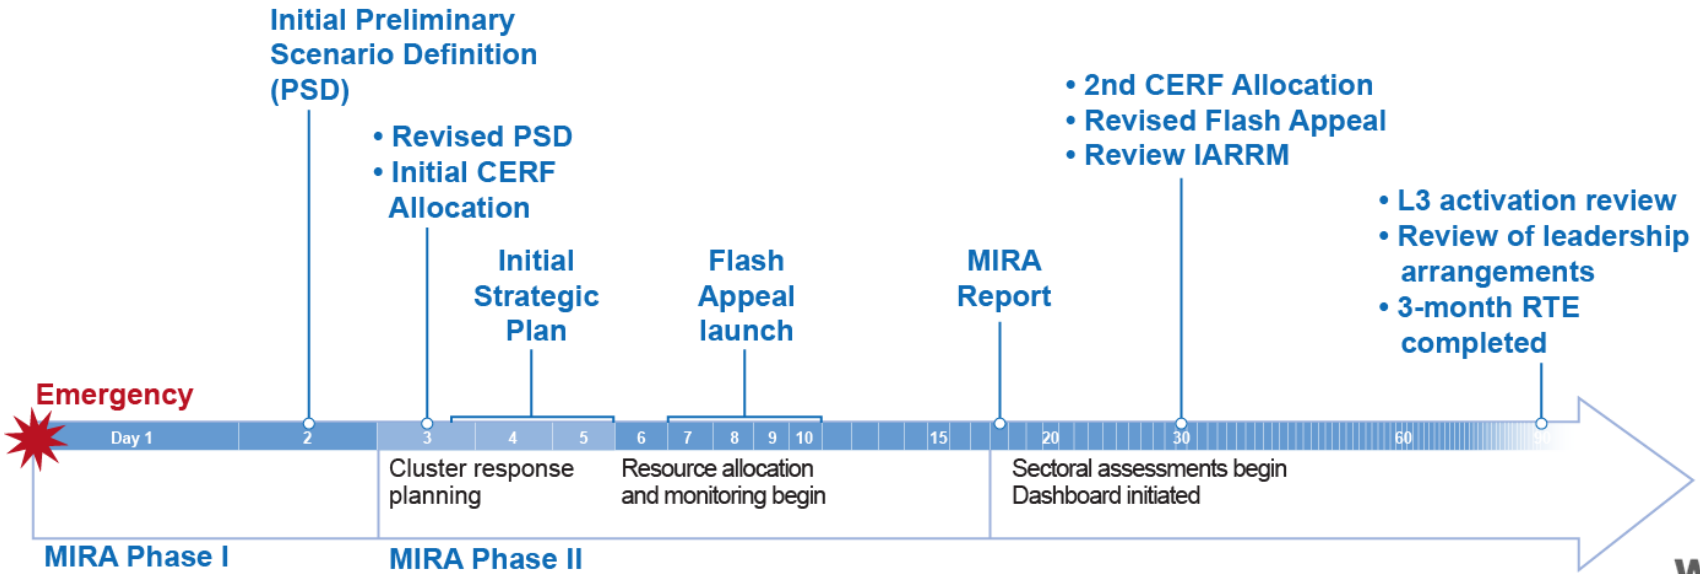 Initial Preliminary
Scenario Definition
(PSD)
• Revised PSD
• Initial CERF
Allocation
Initial
Strategic
Plan
Flash
Appeal
launch
MIRA
Report
• 2nd CERF Allocation
• Revised Flash Appeal
• Review IARRM
• L3 activation review
• Review of leadership
arrangements
• 3-month RTE
completed
Emergency
Day 1 2 3 4 5 6 7 8 9 10 15 20 30 60 90
Cluster response
planning
Resource allocation
and monitoring begin
Sectoral assessments begin
Dashboard initiated
MIRA Phase I
MIRA Phase II